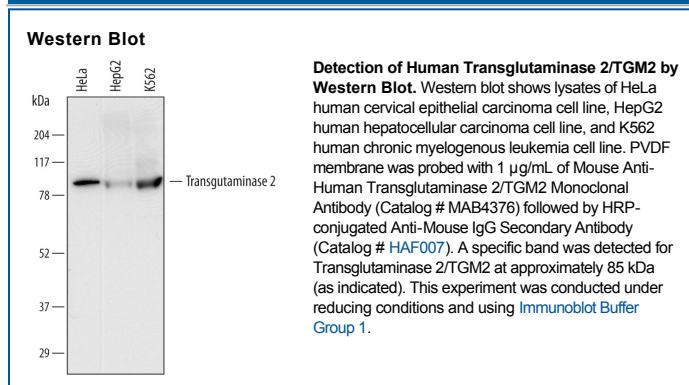 Western Blot
HeLa
HepG2
K562
kDa
204
117
78
52
37
29
Transgutaminase 2
Detection of Human Transglutaminase 2/TGM2 by
Western Blot. Western blot shows lysates of HeLa
human cervical epithelial carcinoma cell line, HepG2
human hepatocellular carcinoma cell line, and K562
human chronic myelogenous leukemia cell line. PVDF
membrane was probed with 1 µg/mL of Mouse Anti-
Human Transglutaminase 2/TGM2 Monoclonal
Antibody (Catalog # MAB4376) followed by HRP-
conjugated Anti-Mouse IgG Secondary Antibody
(Catalog # HAF007). A specific band was detected for
Transglutaminase 2/TGM2 at approximately 85 kDa
(as indicated). This experiment was conducted under
reducing conditions and using Immunoblot Buffer
Group 1.